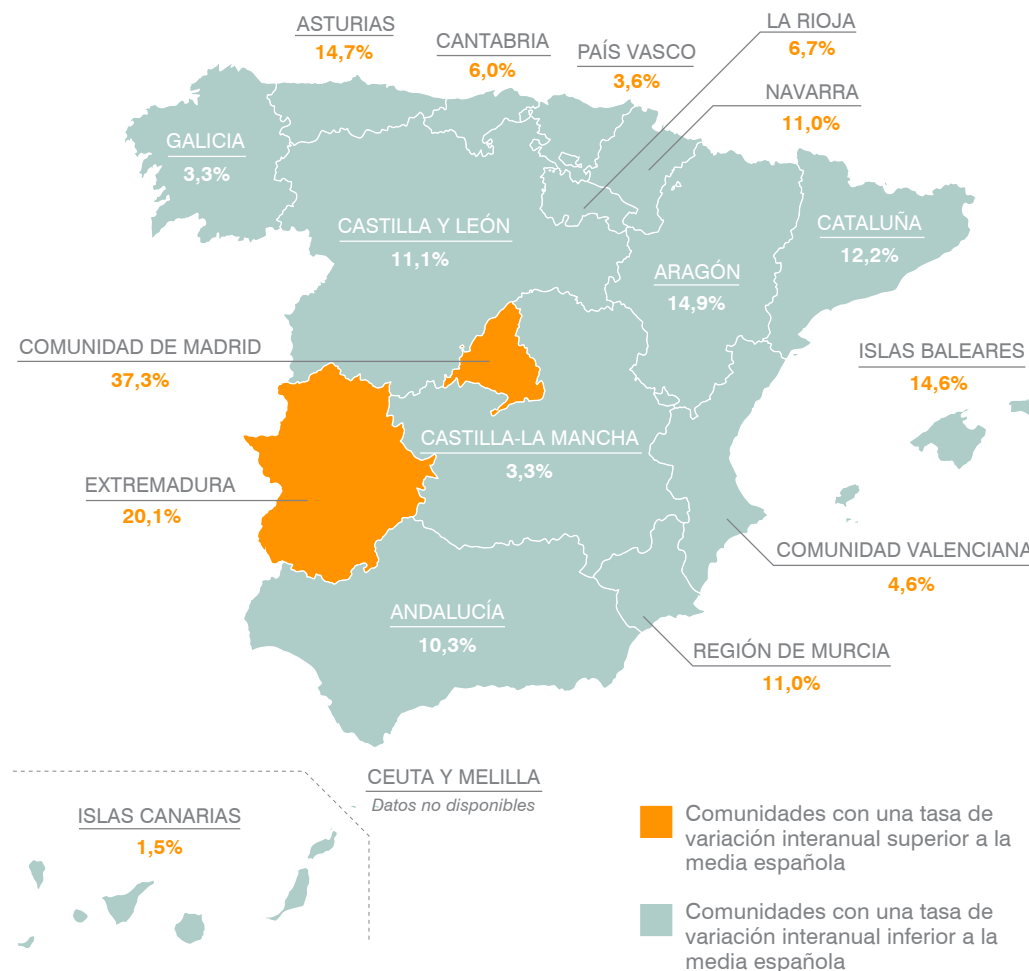 ASTURIAS
14,7%
CANTABRIA
6,0%
PAÍS VASCO
3,6%
LA RIOJA
6,7%
NAVARRA
11,0%
GALICIA
3,3%
CASTILLA Y LEÓN
11,1%
ARAGÓN
14,9%
CATALUÑA
12,2%
COMUNIDAD DE MADRID
37,3%
ISLAS BALEARES
14,6%
CASTILLA-LA MANCHA
3,3%
EXTREMADURA
20,1%
COMUNIDAD VALENCIANA
4,6%
ANDALUCÍA
10,3%
REGIÓN DE MURCIA
11,0%
CEUTA Y MELILLA
Datos no disponibles
ISLAS CANARIAS
1,5%
Comunidades con una tasa de
variación interanual superior a la
media española
Comunidades con una tasa de
variación interanual inferior a la
media española